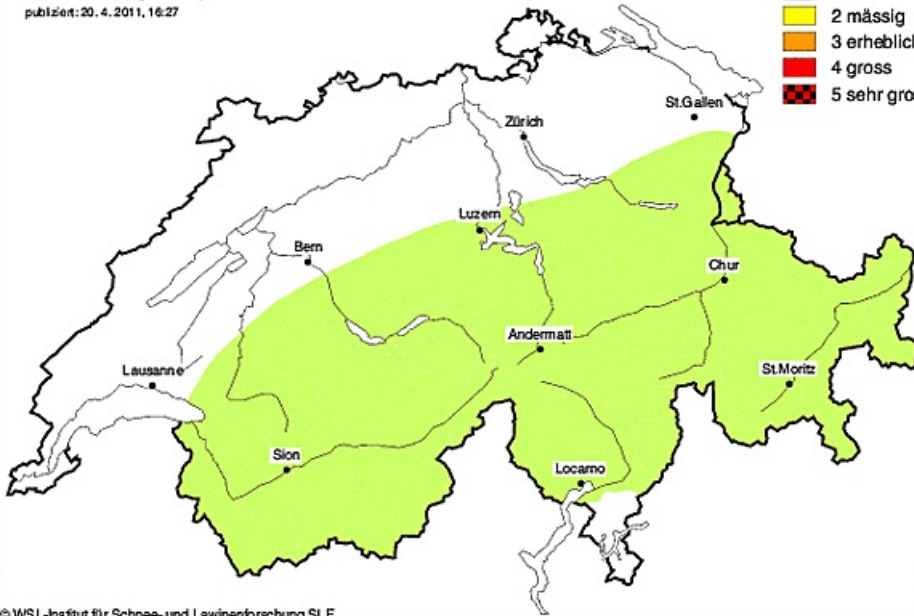 publiziert: 20. 4. 2011, 16:27
2 mässig
3 erheblich
4 gross
5 sehr gro
St.Gallen
Zürich
Luzern
Bern
Chur
Andermatt
Lausanne
St.Moritz
Sion
Locarno
© WSL-Institut für Schnee- und Lawinenforschung SLF